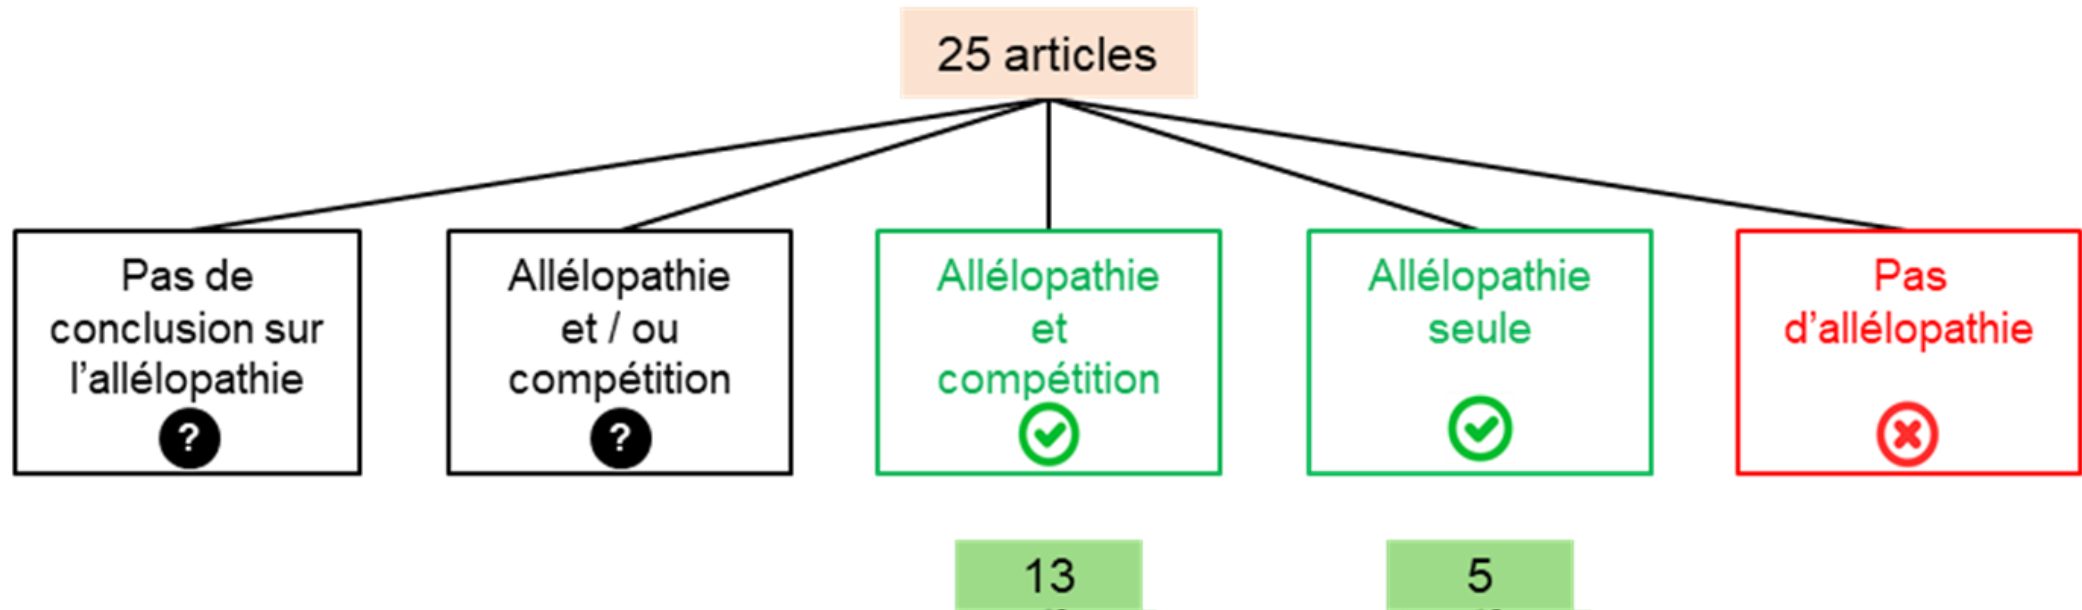 25 articles
Pas de
conclusion sur
l'allélopathie
?
Allélopathie
et / ou
compétition
?
Allélopathie
et
compétition
Allélopathie
seule
Pas
d'allélopathie
13
5